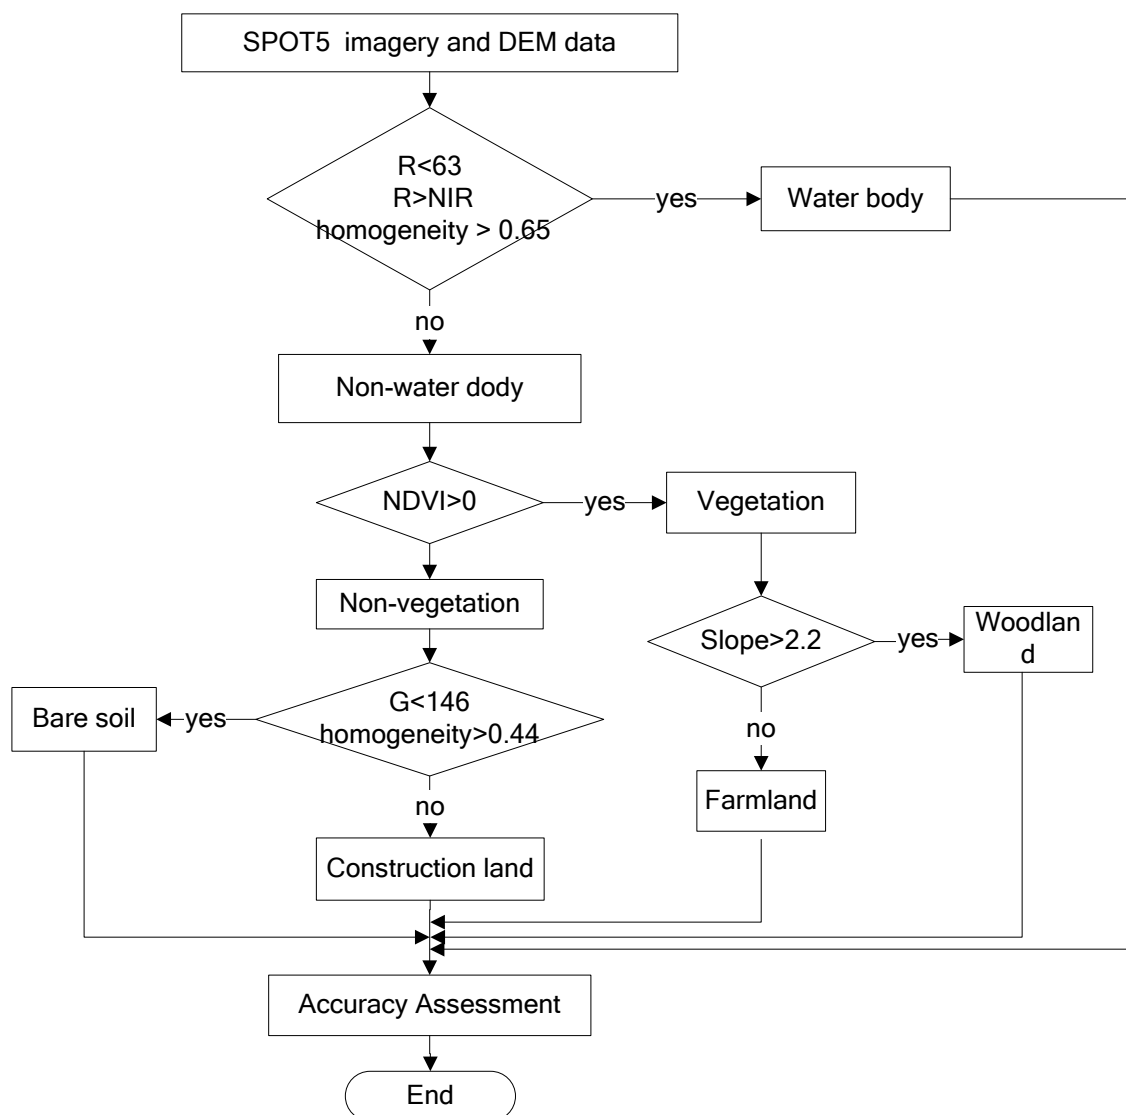 SPOT5 imagery and DEM data
R<63
R>NIR
homogeneity > 0.65
yes
Water body
no
Non-water dody
NDVI>0
yes
Vegetation
Non-vegetation
Slope>2.2
yes
Woodlan
d
G<146
homogeneity>0.44
yes
Bare soil
no
no
Farmland
Construction land
Accuracy Assessment
End